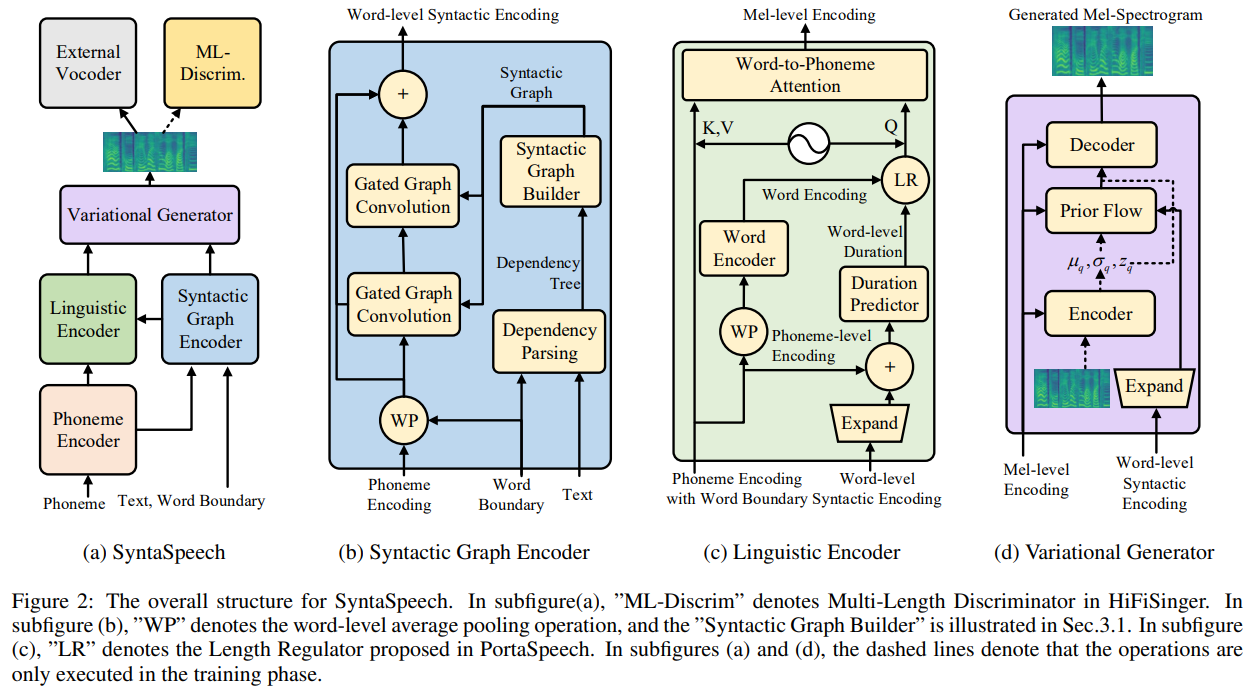 External
Vocoder
ML-
Discrim.
Variational Generator
Linguistic
Encoder
Syntactic
Graph
Encoder
Phoneme
Encoder
Phoneme
Text, Word Boundary
(a) SyntaSpeech
Word-level Syntactic Encoding
+
Syntactic
Graph
Gated Graph
Convolution
Syntactic
Graph
Builder
Dependency
Tree
Gated Graph
Convolution
Dependency
Parsing
WP
Phoneme
Encoding
Word
Boundary
Text
(b) Syntactic Graph Encoder
Mel-level Encoding
Word-to-Phoneme
Attention
K,V
Q
LR
Word Encoding
Word
Encoder
Word-level
Duration
Duration
Predictor
WP
Phoneme-level
Encoding
+
Expand
Phoneme Encoding
with Word Boundary
Word-level
Syntactic Encoding
(c) Linguistic Encoder
Generated Mel-Spectrogram
Decoder
Prior Flow
μq, σq, zq
Encoder
Expand
Mel-level
Encoding
Word-level
Syntactic
Encoding
(d) Variational Generator
Figure 2: The overall structure for SyntaSpeech. In subfigure(a), ”ML-Discrim” denotes Multi-Length Discriminator in HiFiSinger. In
subfigure (b), ”WP” denotes the word-level average pooling operation, and the ”Syntactic Graph Builder” is illustrated in Sec.3.1. In subfigure
(c), ”LR” denotes the Length Regulator proposed in PortaSpeech. In subfigures (a) and (d), the dashed lines denote that the operations are
only executed in the training phase.